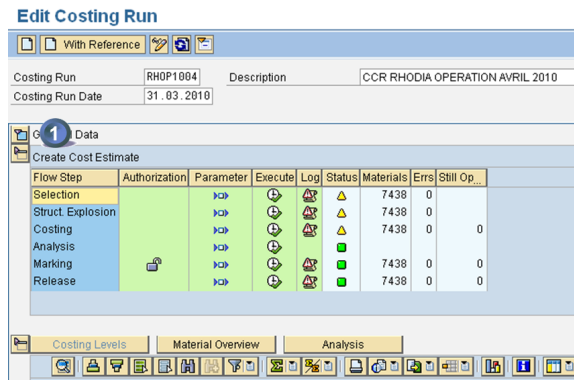 Edit Costing Run
With Reference
Costing Run RHOP1004 Description CCR RHODIA OPERATION AVRIL 2010
Costing Run Date 31.03.2010
1 Data
Create Cost Estimate
Flow Step Authorization Parameter Execute Log Status Materials Errs Still Op...
Selection 7438 0
Struct. Explosion 7438 0
Costing 7438 0 0
Analysis
Marking 7438 0 0
Release 7438 0 0
Costing Levels Material Overview Analysis